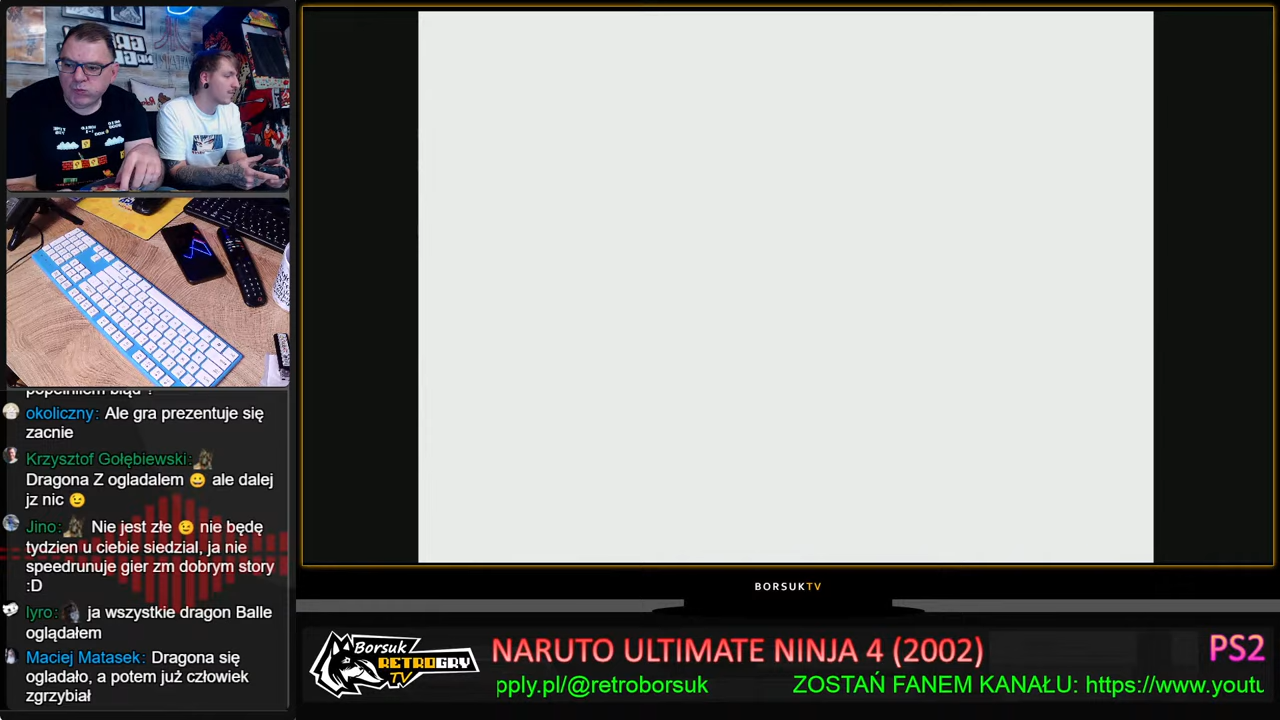 okoliczny: Ale gra prezentuje się
zacnie
Krzysztof Gołębiewski:
Dragona Z ogladalem 😀 ale dalej
jz nic 😉
Jino: Nie jest złe 😉 nie będę
tydzien u ciebie siedzial, ja nie
speedrunuje gier zm dobrym story
:D
lyro: ja wszystkie dragon Balle
oglądałem
Maciej Matasek: Dragona się
ogladało, a potem już człowiek
zgrzybiał
BORSUKTV
Borsuk
RETROGRY
TV
NARUTO ULTIMATE NINJA 4 (2002)
PS2
pply.pl/@retroborsuk
ZOSTAŃ FANEM KANAŁU: https://www.youtu